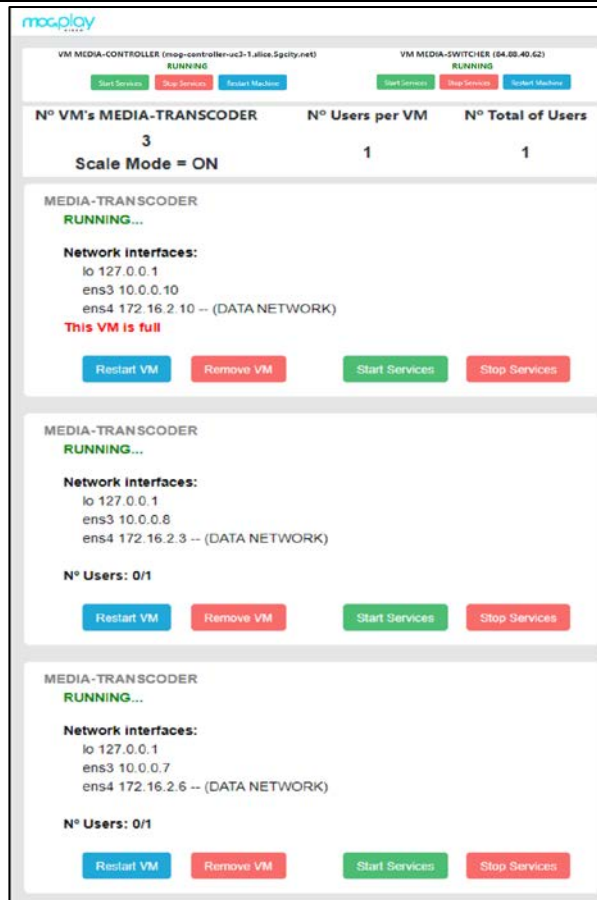 mogplay
VIDEO
VM MEDIA-CONTROLLER (mop-controller-uc3-1.slice.5gcity.net)
RUNNING
Start Services Stop Services Restart Machine
VM MEDIA-SWITCHER (84.88.40.62)
RUNNING
Start Services Stop Services Restart Machine
Nº VM's MEDIA-TRANSCODER Nº Users per VM Nº Total of Users
3 1 1
Scale Mode = ON
MEDIA-TRANSCODER
RUNNING...
Network interfaces:
lo 127.0.0.1
ens3 10.0.0.10
ens4 172.16.2.10 -- (DATA NETWORK)
This VM is full
Restart VM Remove VM Start Services Stop Services
MEDIA-TRANSCODER
RUNNING...
Network interfaces:
lo 127.0.0.1
ens3 10.0.0.8
ens4 172.16.2.3 -- (DATA NETWORK)
Nº Users: 0/1
Restart VM Remove VM Start Services Stop Services
MEDIA-TRANSCODER
RUNNING...
Network interfaces:
lo 127.0.0.1
ens3 10.0.0.7
ens4 172.16.2.6 -- (DATA NETWORK)
Nº Users: 0/1
Restart VM Remove VM Start Services Stop Services